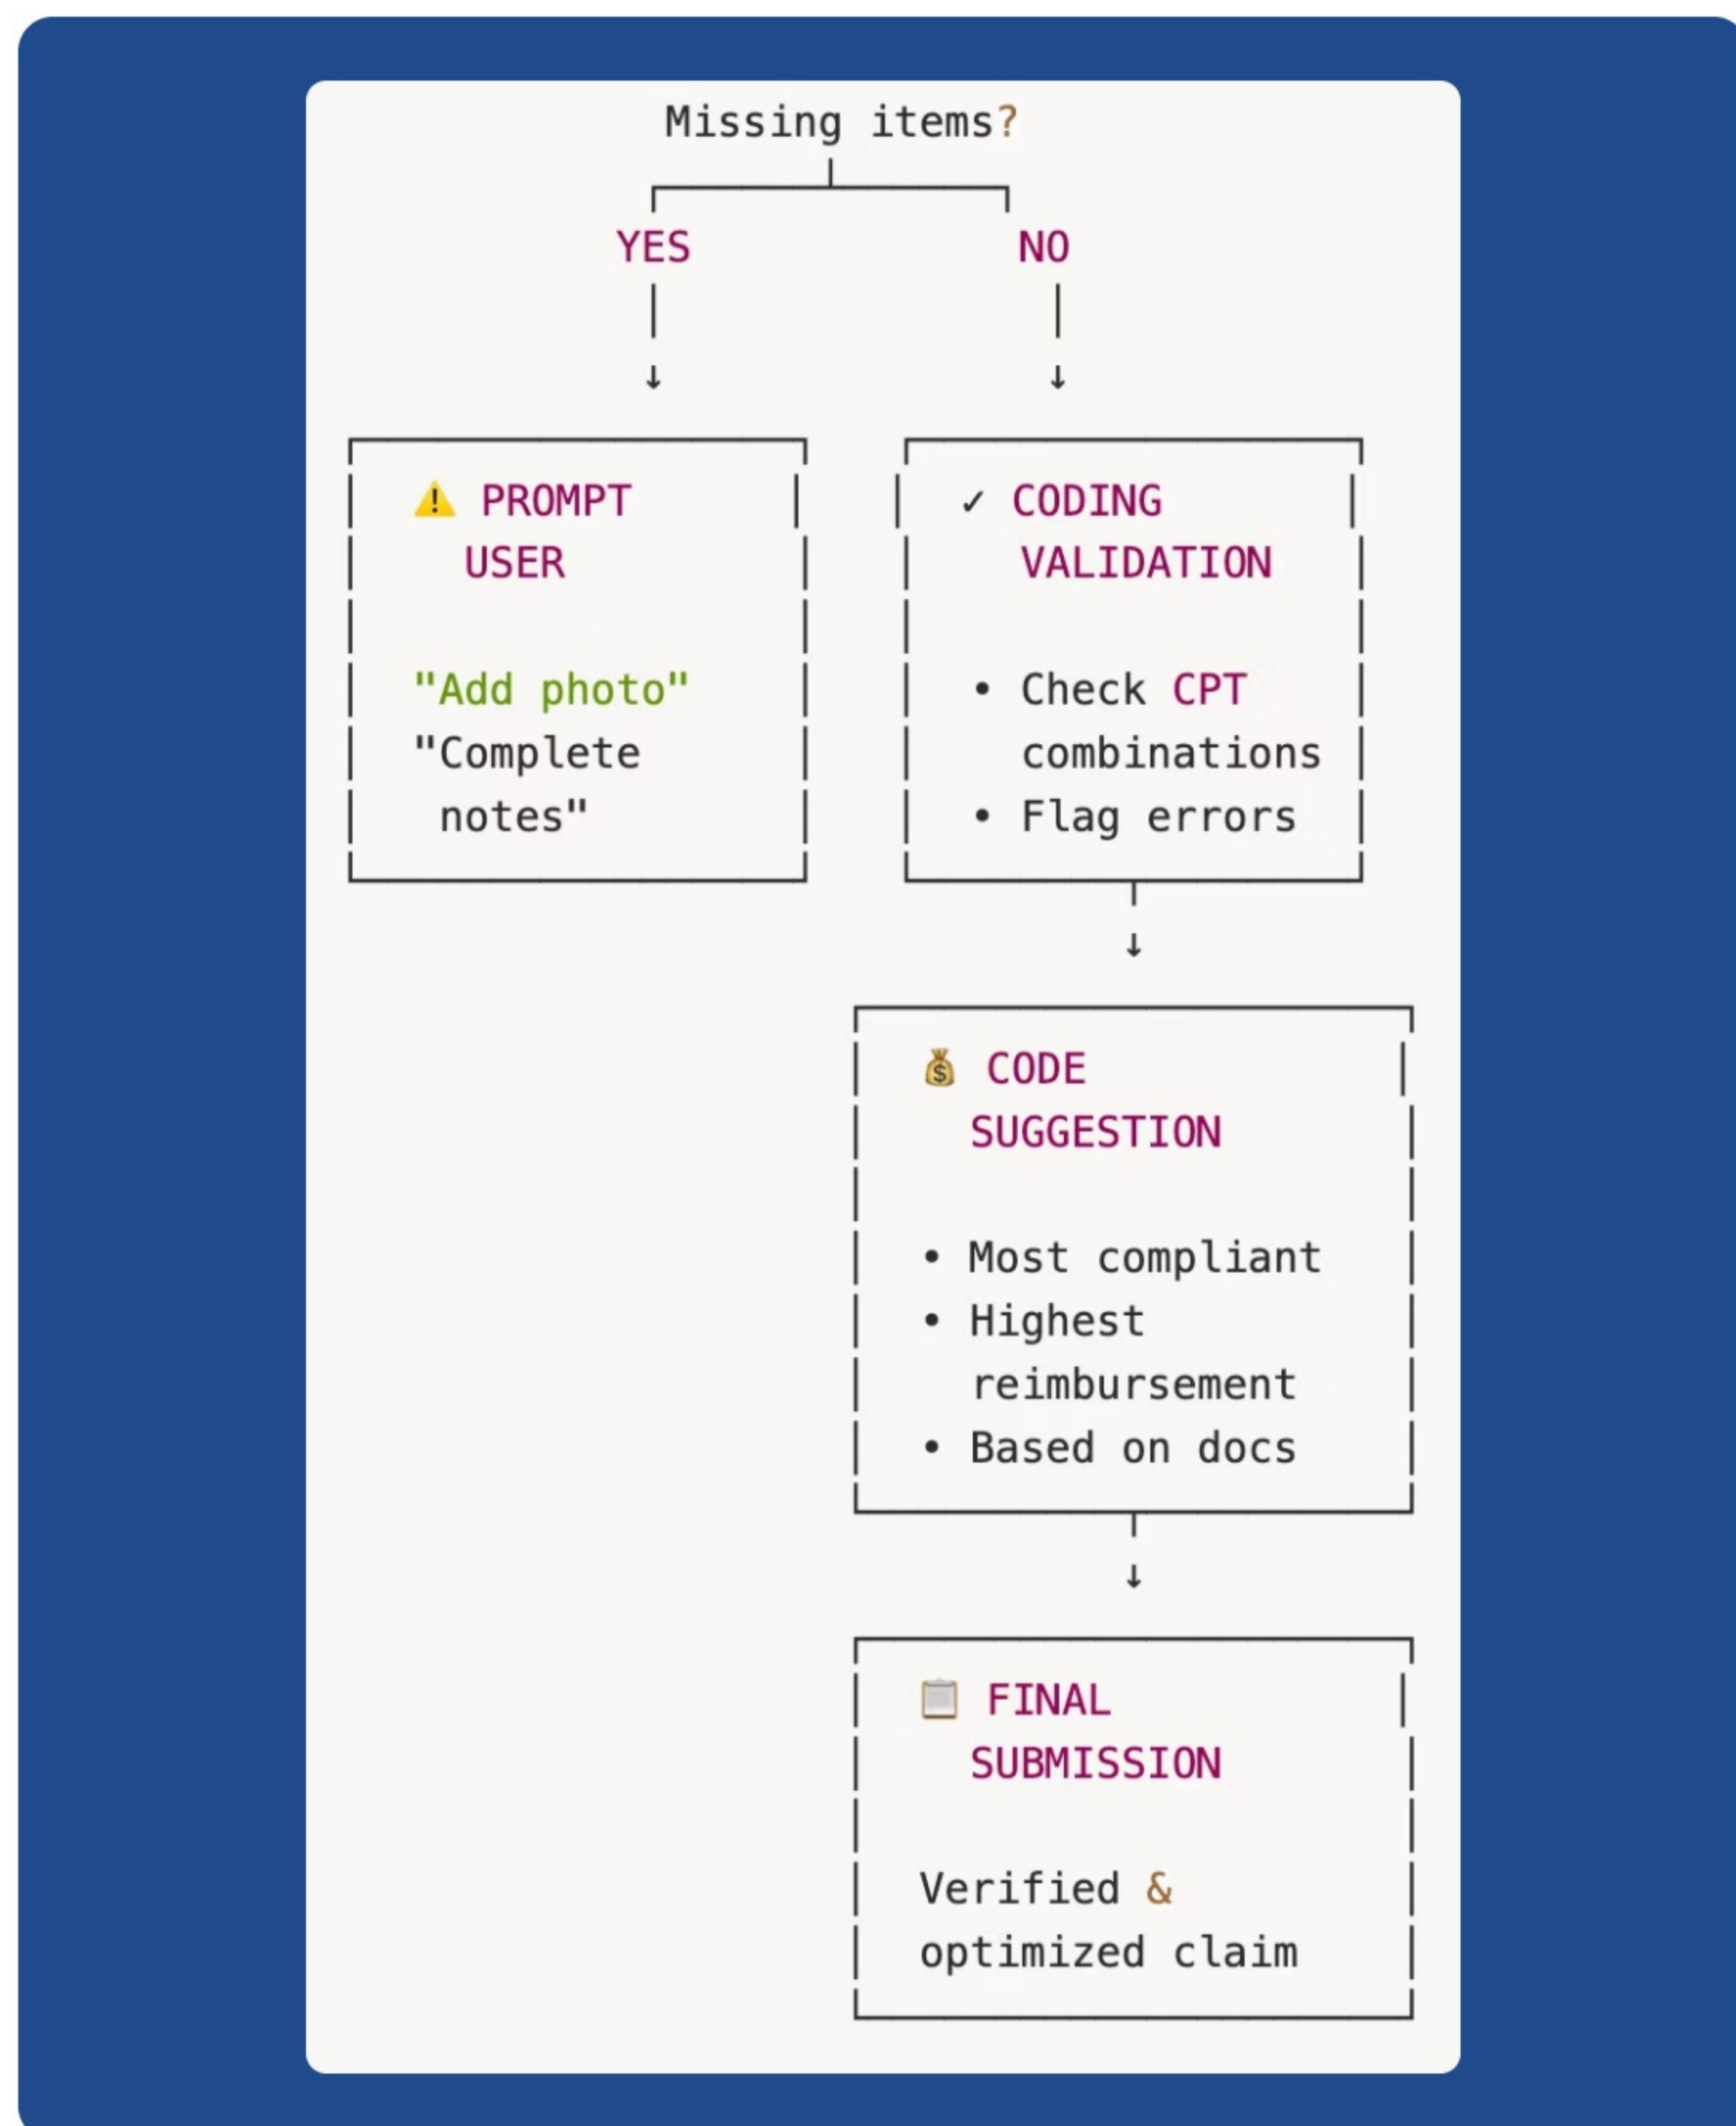 Missing items?
YES
NO
⚠️ PROMPT
USER
"Add photo"
"Complete
notes"
✓ CODING
VALIDATION
• Check CPT
combinations
• Flag errors
💰 CODE
SUGGESTION
• Most compliant
• Highest
reimbursement
• Based on docs
📋 FINAL
SUBMISSION
Verified &
optimized claim